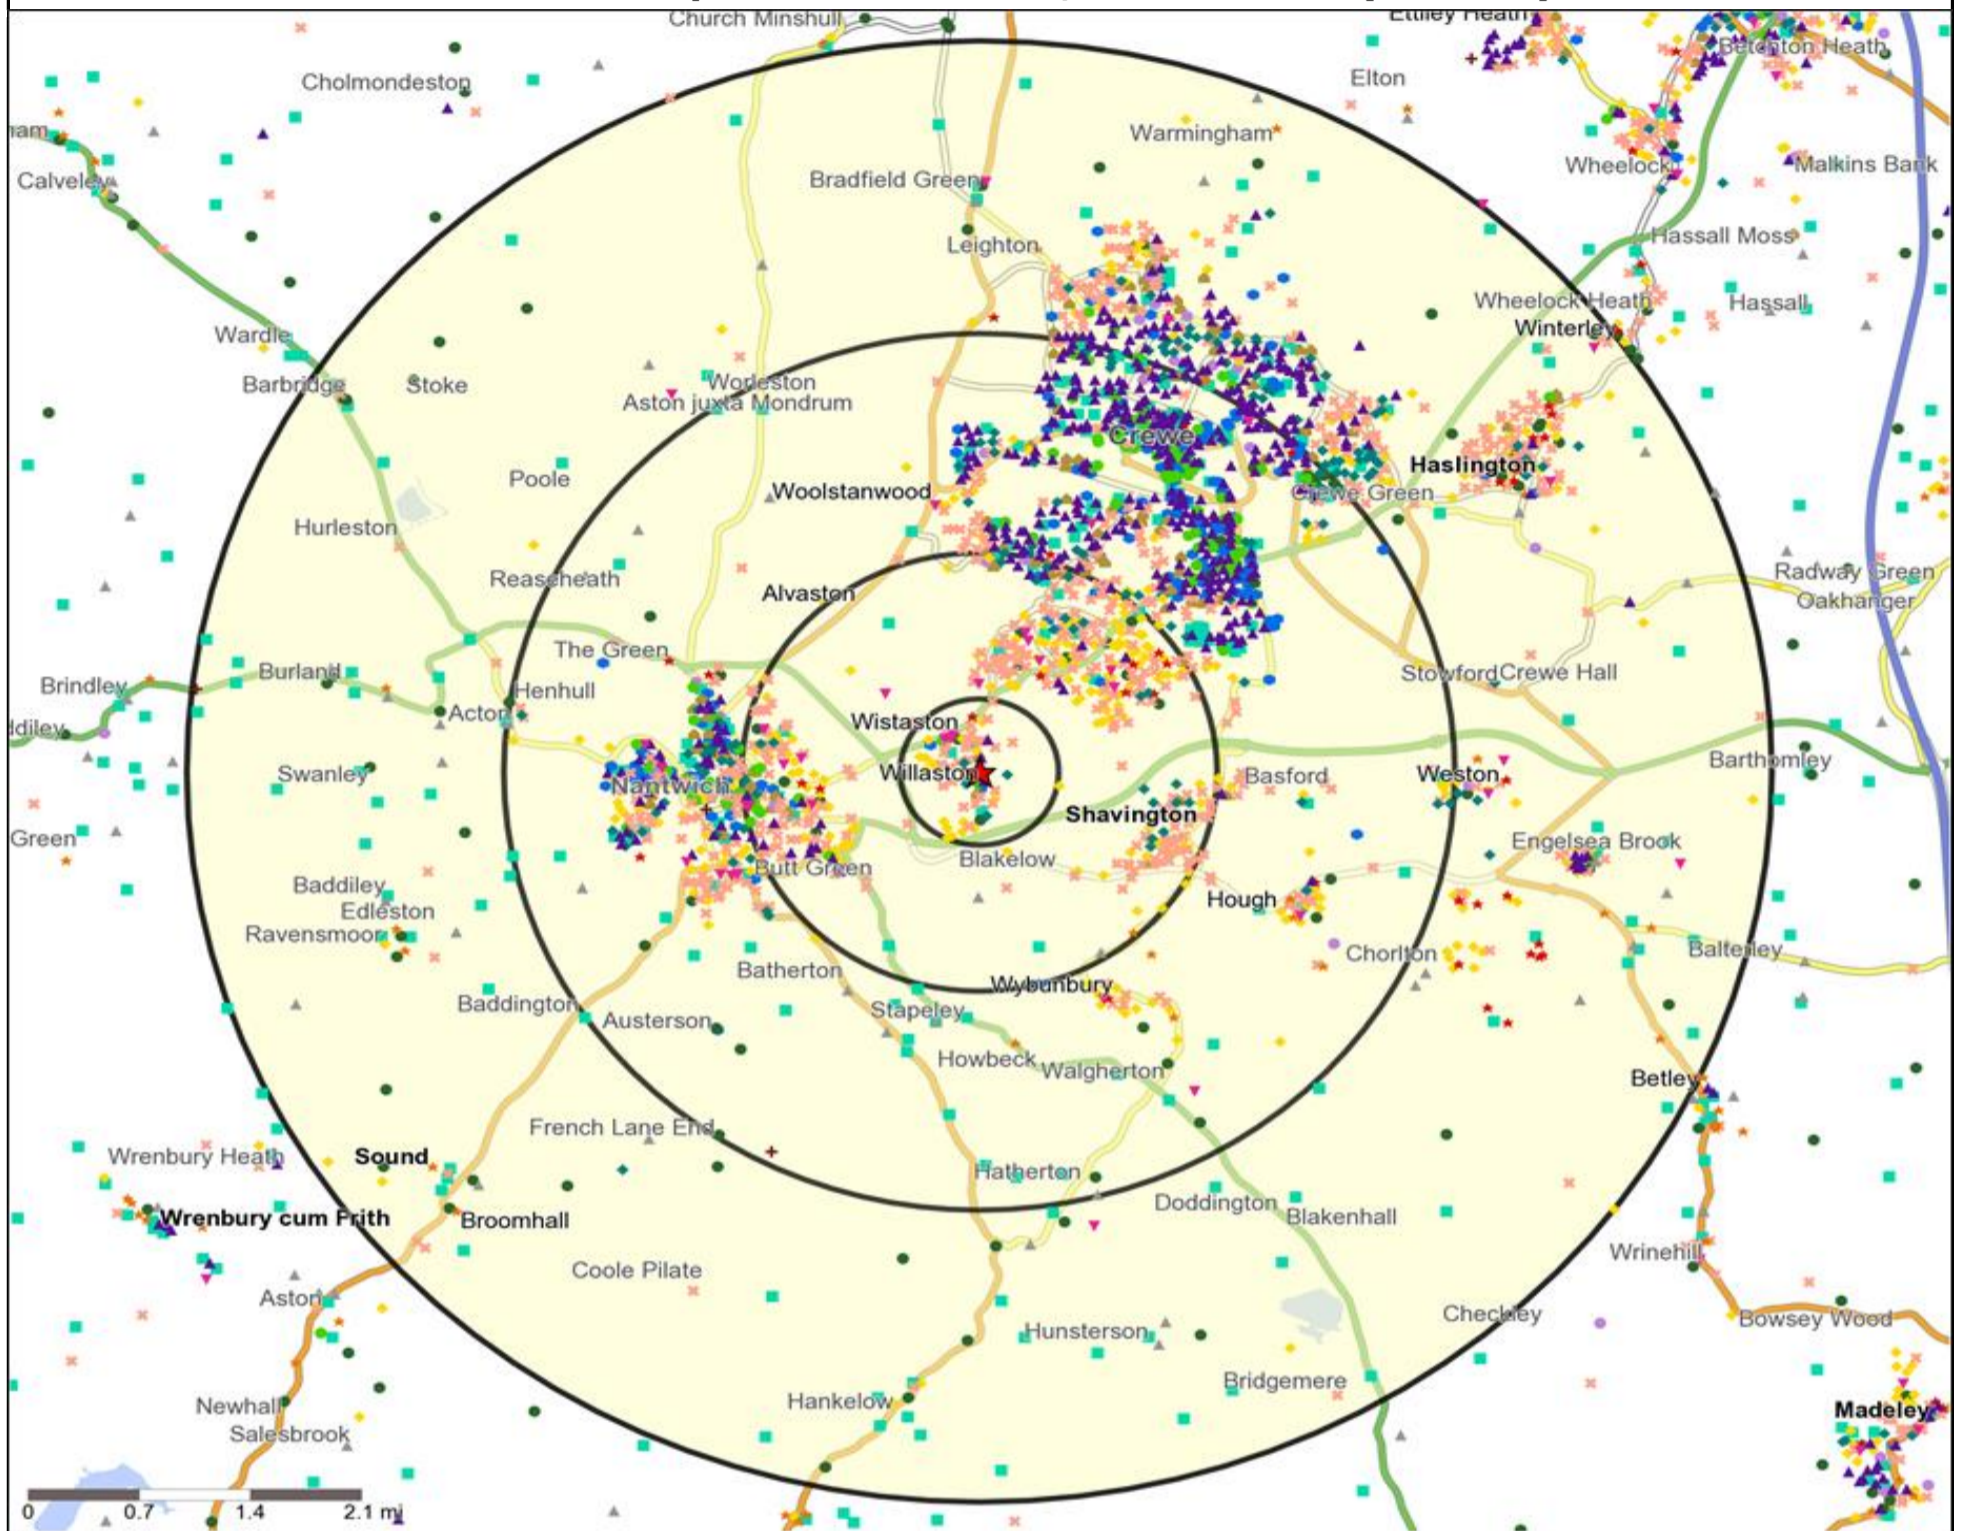 Church Minshull
Ettiley Heath
Betchton Heath
Cholmondeston
Elton
Warmingham
Wheelock
Malkins Bank
Calveley
Bradfield Green
Leighton
Hassall Moss
Wheelock Heath
Hassall
Winterley
Wardle
Barbridge
Stoke
Worleston
Aston juxta Mondrum
Crewe
Haslington
Poole
Woolstanwood
Crewe Green
Hurleston
Reaseheath
Alvaston
Radway Green
Oakhanger
The Green
Burland
Stowford
Crewe Hall
Brindley
Henhull
Acton
ddiley
Wistaston
Swanley
Nantwich
Willaston
Basford
Weston
Barthomley
Shavington
Green
Engelsea Brook
Butt Green
Blakelow
Baddiley
Edleston
Hough
Ravensmoor
Chorlton
Balterley
Batherton
Wybunbury
Baddington
Austerson
Stapeley
Howbeck
Walgherton
Betley
French Lane End
Wrenbury Heath
Sound
Hatherton
Doddington
Blakenhall
Wrenbury cum Frith
Broomhall
Wrinehill
Coole Pilate
Aston
Checkley
Bowsey Wood
Hunsterson
Bridgemere
Hankelow
Newhall
Salesbrook
Madeley
0 0.7 1.4 2.1 mi